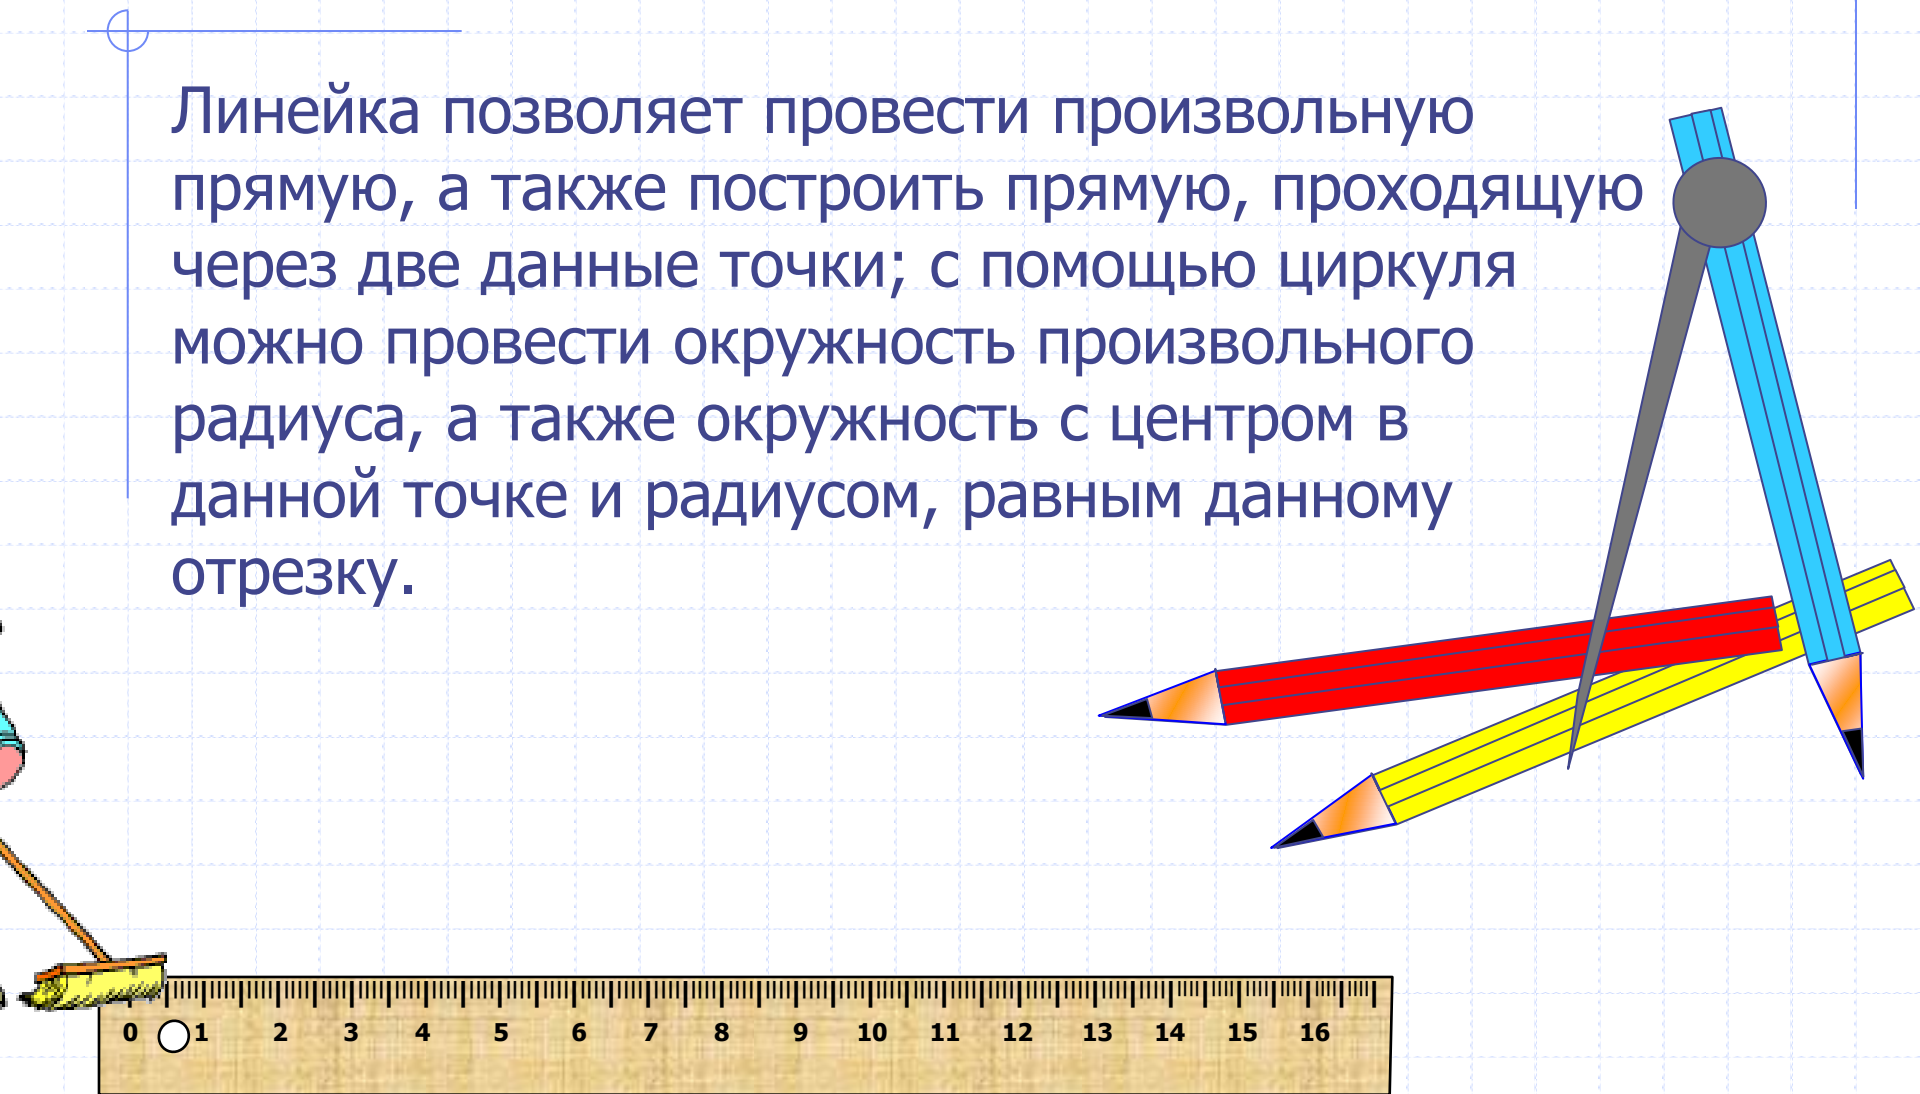 Линейка позволяет провести произвольную
прямую, а также построить прямую, проходящую
через две данные точки; с помощью циркуля
можно провести окружность произвольного
радиуса, а также окружность с центром в
данной точке и радиусом, равным данному
отрезку.
0 1 2 3 4 5 6 7 8 9 10 11 12 13 14 15 16